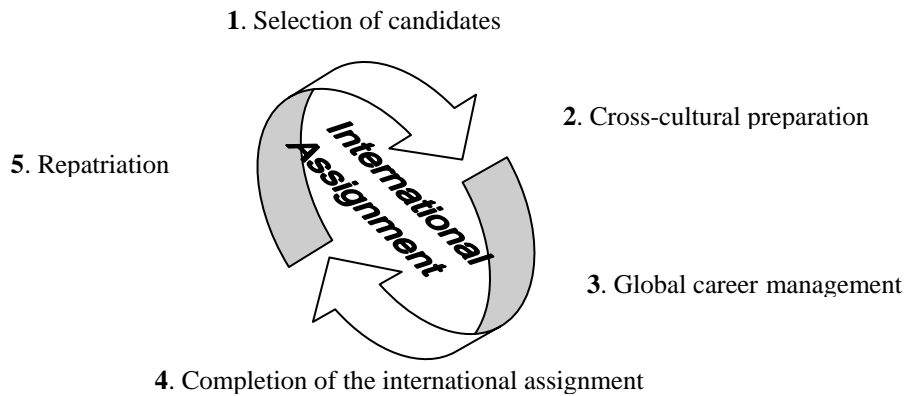 1. Selection of candidates
2. Cross-cultural preparation
International
Assignment
5. Repatriation
3. Global career management
4. Completion of the international assignment